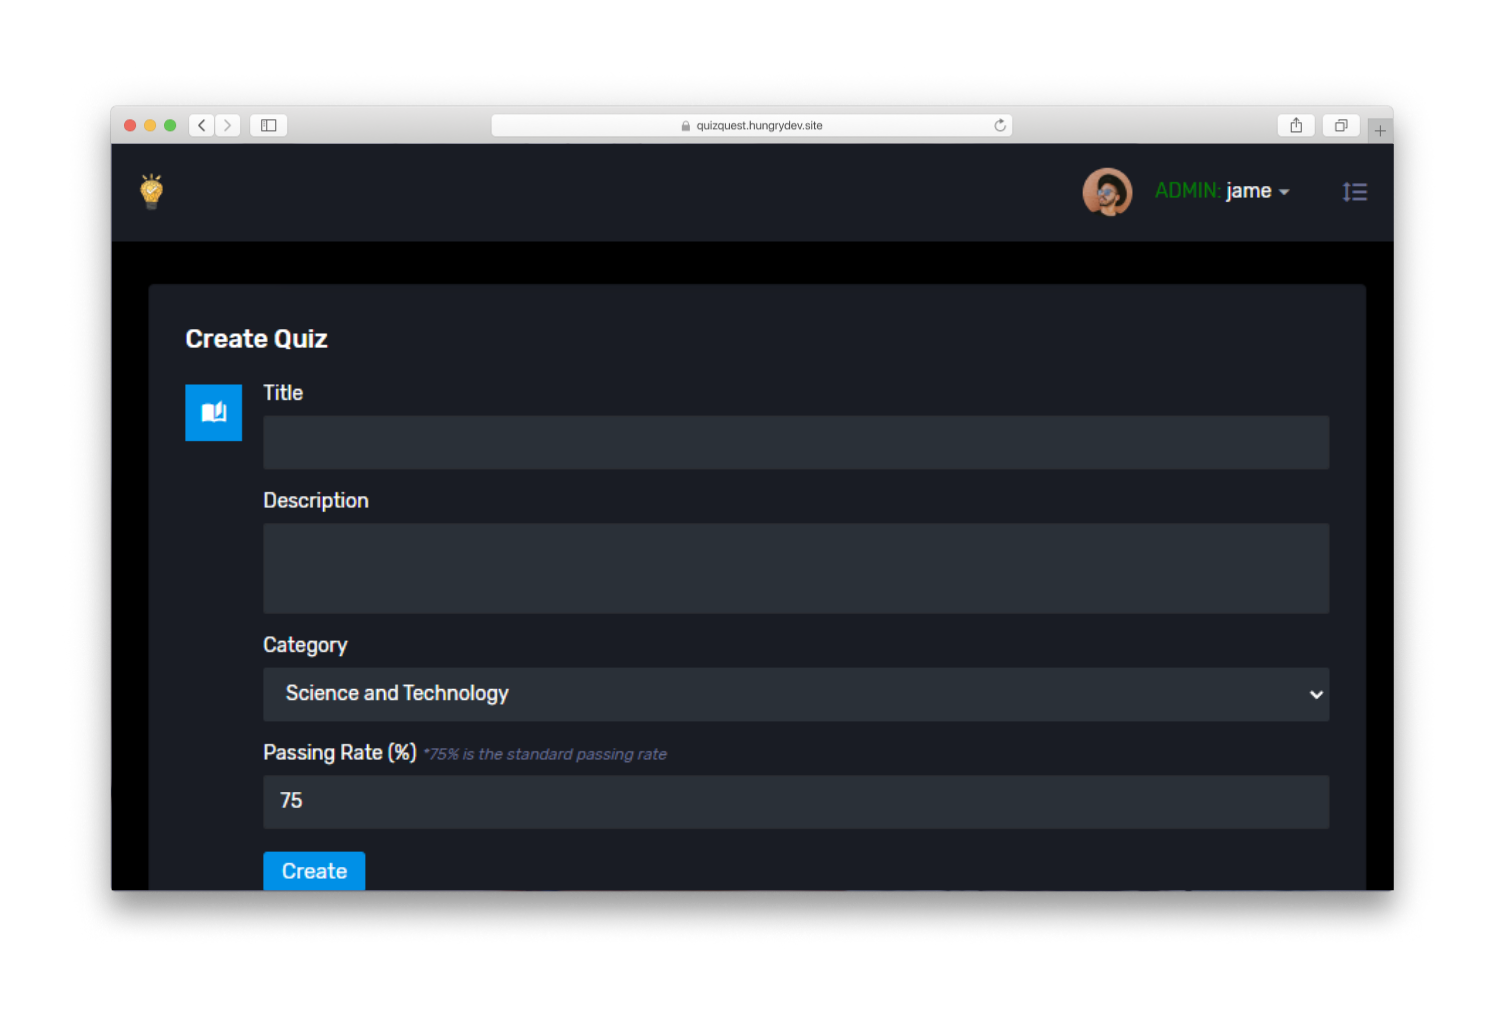 quizquest.hungrydev.site
ADMIN: jame
Create Quiz
Title
Description
Category
Science and Technology
Passing Rate (%) *75% is the standard passing rate
75
Create